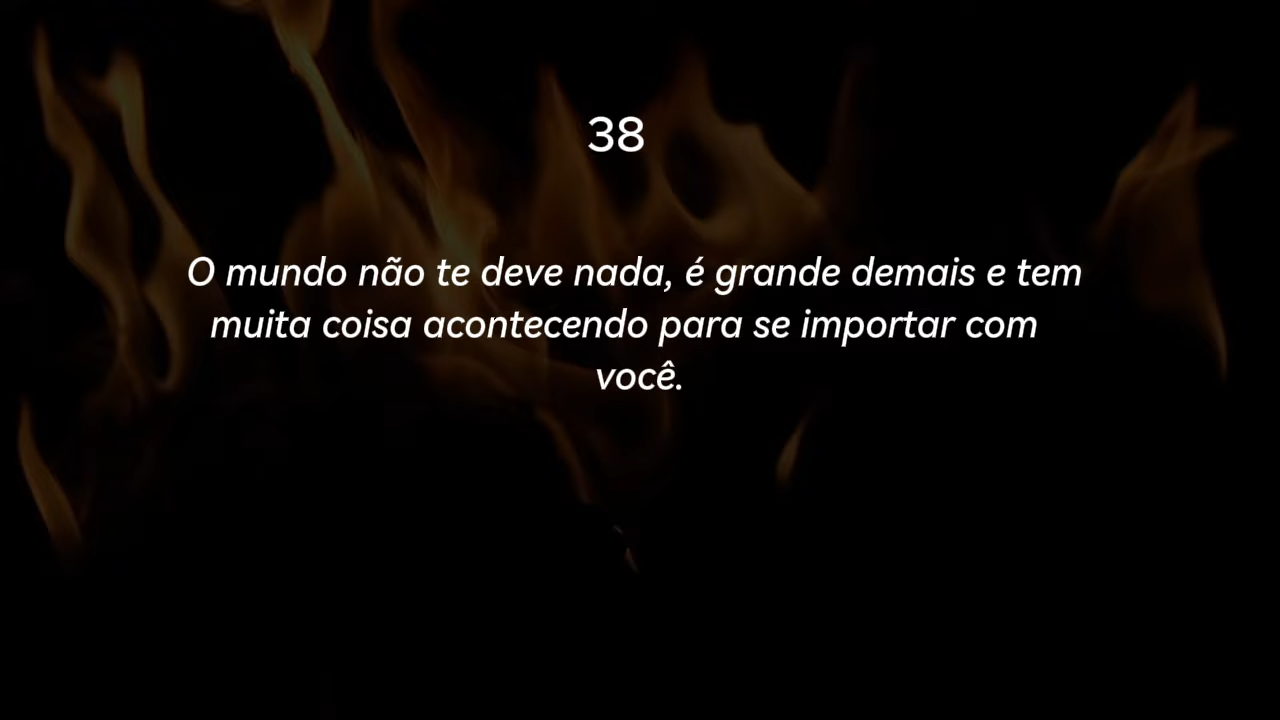 38
O mundo não te deve nada, é grande demais e tem
muita coisa acontecendo para se importar com
você.